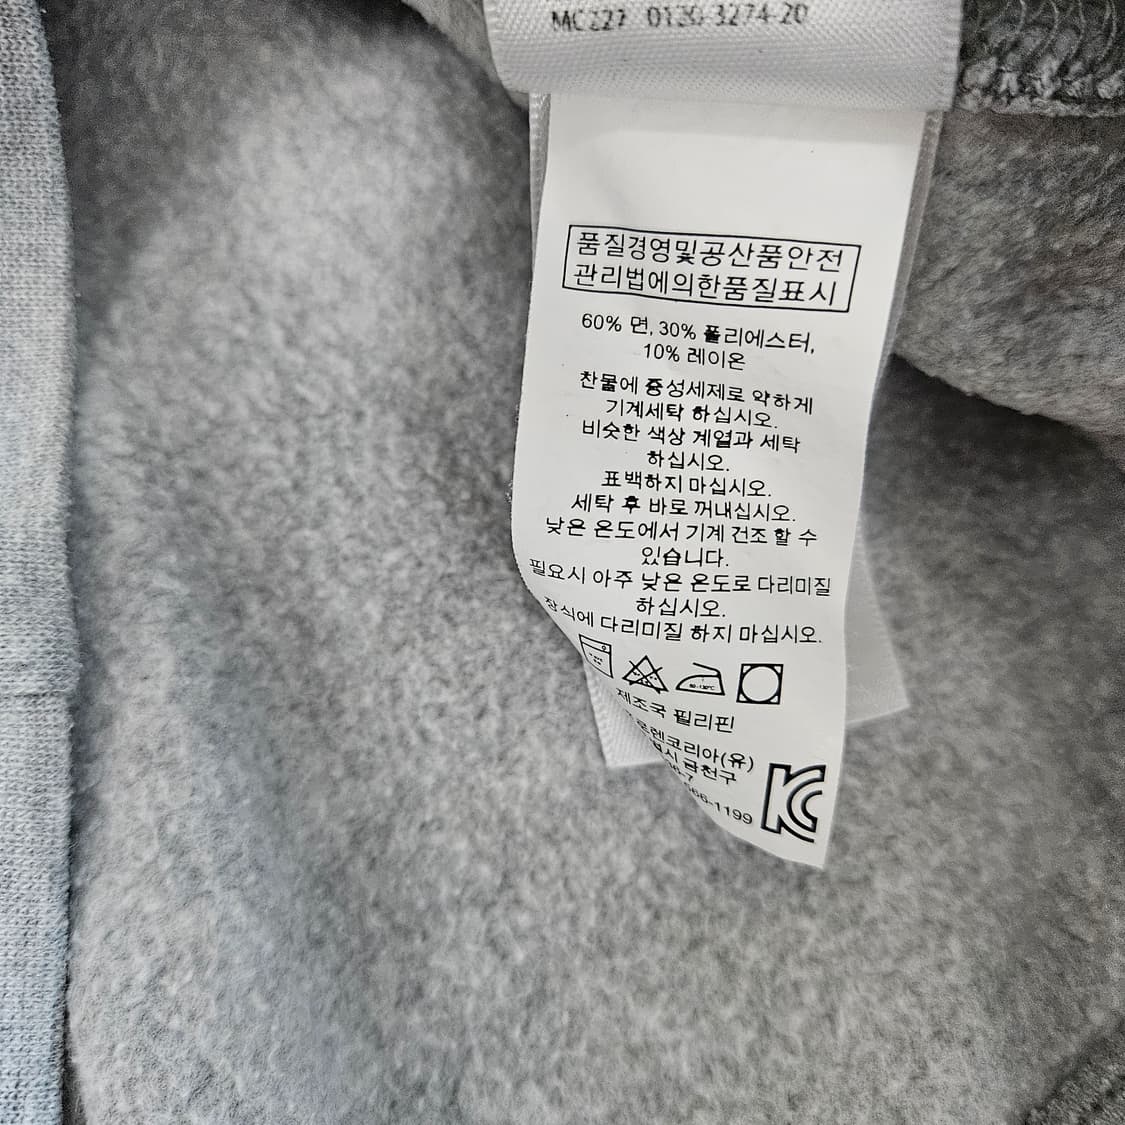 MC227 0130-3274-20
품질경영및공산품안전
관리법에의한품질표시
60% 면, 30% 폴리에스터,
10% 레이온
찬물에 중성세제로 약하게
기계세탁 하십시오.
비슷한 색상 계열과 세탁
하십시오.
표백하지 마십시오.
세탁 후 바로 꺼내십시오.
낮은 온도에서 기계 건조 할 수
있습니다.
필요시 아주 낮은 온도로 다리미질
하십시오.
장식에 다리미질 하지 마십시오.
제조국 필리핀
금천구
KC